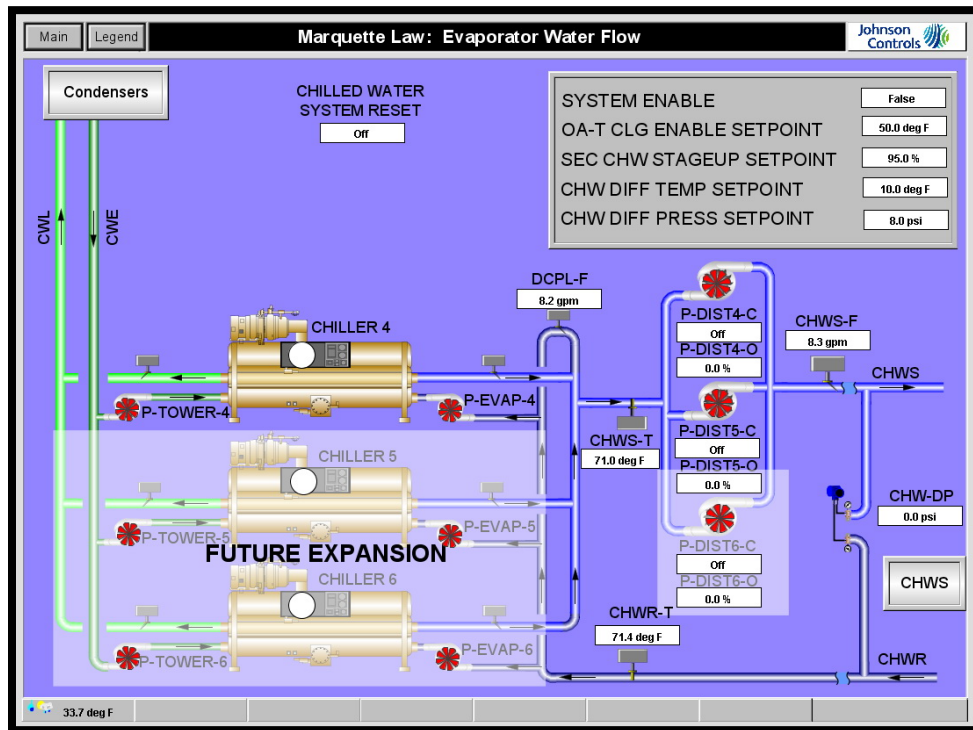 Main
Legend
Marquette Law: Evaporator Water Flow
Johnson
Controls
Condensers
CHILLED WATER
SYSTEM RESET
Off
SYSTEM ENABLE
False
OA-T CLG ENABLE SETPOINT
50.0 deg F
SEC CHW STAGEUP SETPOINT
95.0 %
CHW DIFF TEMP SETPOINT
10.0 deg F
CHW DIFF PRESS SETPOINT
8.0 psi
CWL
CWE
DCPL-F
8.2 gpm
CHILLER 4
P-TOWER-4
P-EVAP-4
P-DIST4-C
Off
P-DIST4-O
0.0 %
CHWS-F
8.3 gpm
CHWS
CHWS-T
71.0 deg F
P-DIST5-C
Off
P-DIST5-O
0.0 %
CHILLER 5
P-TOWER-5
P-EVAP-5
FUTURE EXPANSION
CHW-DP
0.0 psi
P-DIST6-C
Off
P-DIST6-O
0.0 %
CHILLER 6
CHWS
CHWR-T
71.4 deg F
P-TOWER-6
P-EVAP-6
CHWR
33.7 deg F